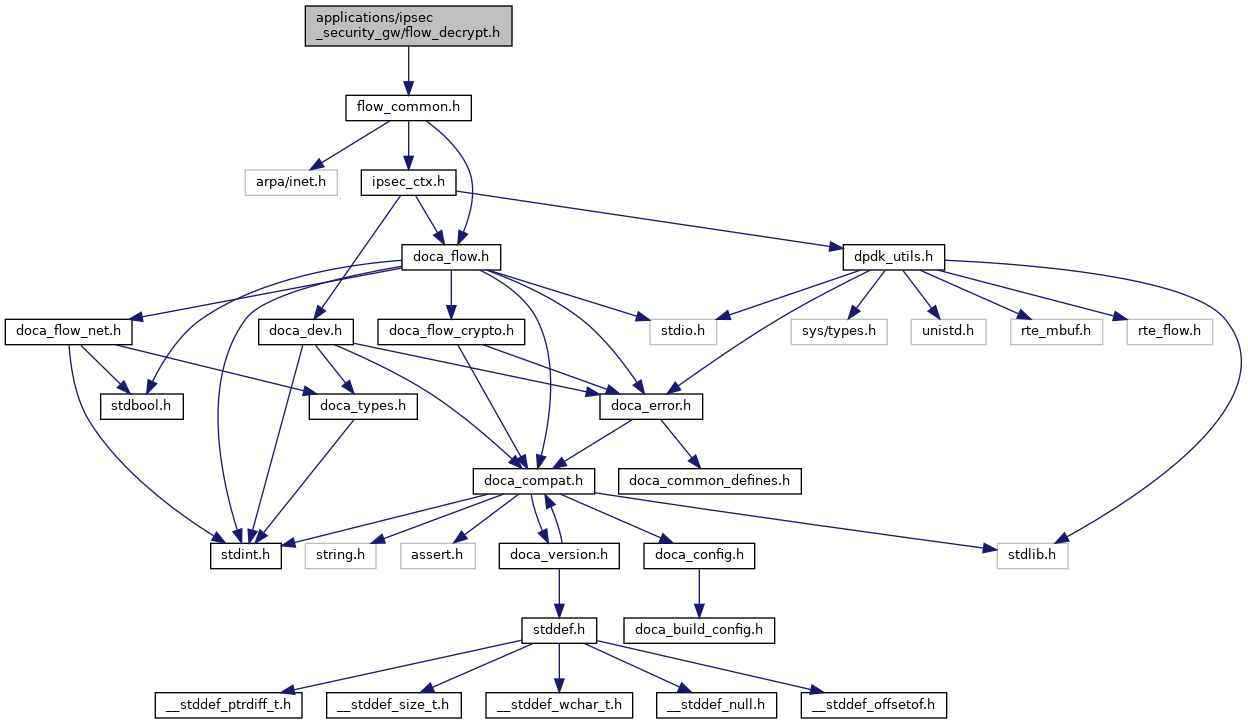 applications/ipsec
_security_gw/flow_decrypt.h
flow_common.h
arpa/inet.h
ipsec_ctx.h
doca_flow.h
dpdk_utils.h
doca_flow_net.h
doca_dev.h
doca_flow_crypto.h
stdio.h
sys/types.h
unistd.h
rte_mbuf.h
rte_flow.h
stdbool.h
doca_types.h
doca_error.h
doca_compat.h
doca_common_defines.h
stdint.h
string.h
assert.h
doca_version.h
doca_config.h
stdlib.h
stddef.h
doca_build_config.h
__stddef_ptrdiff_t.h
__stddef_size_t.h
__stddef_wchar_t.h
__stddef_null.h
__stddef_offsetof.h